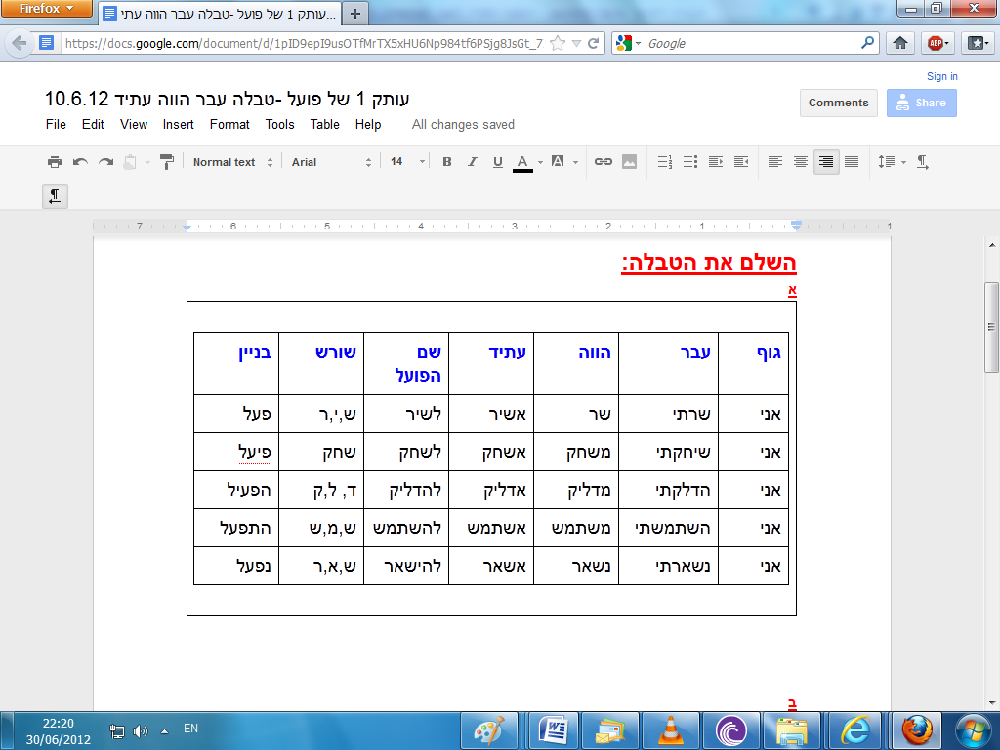 Firefox
עותק 1 של פועל -טבלה עבר הווה עתי...
https://docs.google.com/document/d/1pID9epI9usOTfMrTX5xHU6Np984tf6PSjg8JsGt_7
Google
ABP
Sign in
עותק 1 של פועל -טבלה עבר הווה עתיד 10.6.12
Comments
Share
File Edit View Insert Format Tools Table Help All changes saved
Normal text Arial 14 B I U A A
7 6 5 4 3 2 1 1
השלם את הטבלה:
א
גוף עבר הווה עתיד שם הפועל שורש בניין
אני שרתי שר אשיר לשיר ש,י,ר פעל
אני שיחקתי משחק אשחק לשחק שחק פיעל
אני הדלקתי מדליק אדליק להדליק ד, ל,ק הפעיל
אני השתמשתי משתמש אשתמש להשתמש ש,מ,ש התפעל
אני נשארתי נשאר אשאר להישאר ש,א,ר נפעל
ב
22:20
30/06/2012
EN